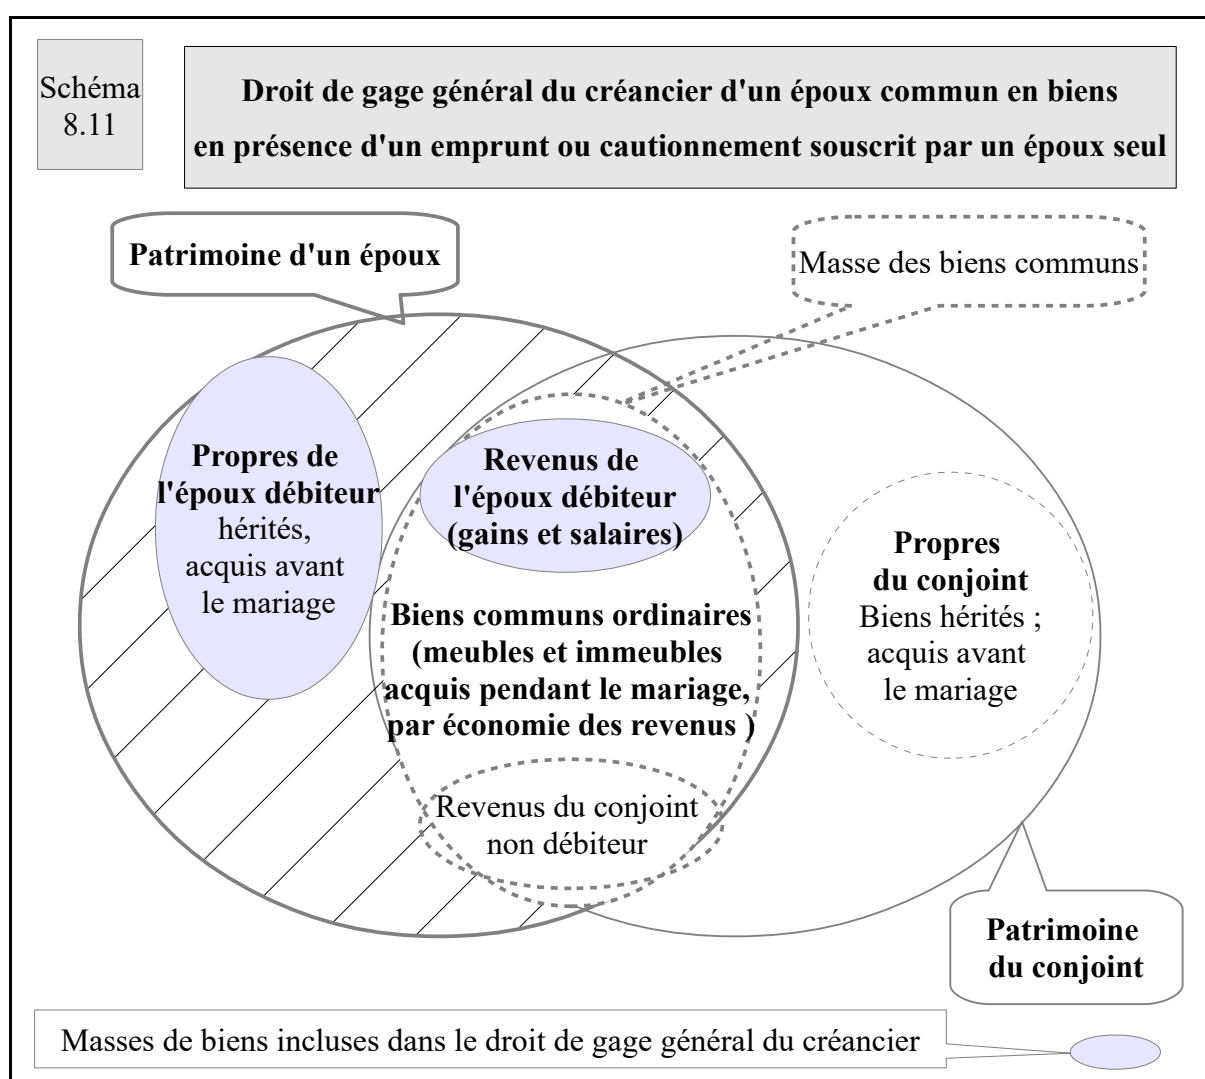 Schéma
8.11
Droit de gage général du créancier d'un époux commun en biens
en présence d'un emprunt ou cautionnement souscrit par un époux seul
Patrimoine d'un époux
Masse des biens communs
Propres de
l'époux débiteur
hérités,
acquis avant
le mariage
Revenus de
l'époux débiteur
(gains et salaires)
Biens communs ordinaires
(meubles et immeubles
acquis pendant le mariage,
par économie des revenus )
Revenus du conjoint
non débiteur
Propres
du conjoint
Biens hérités ;
acquis avant
le mariage
Patrimoine
du conjoint
Masses de biens incluses dans le droit de gage général du créancier